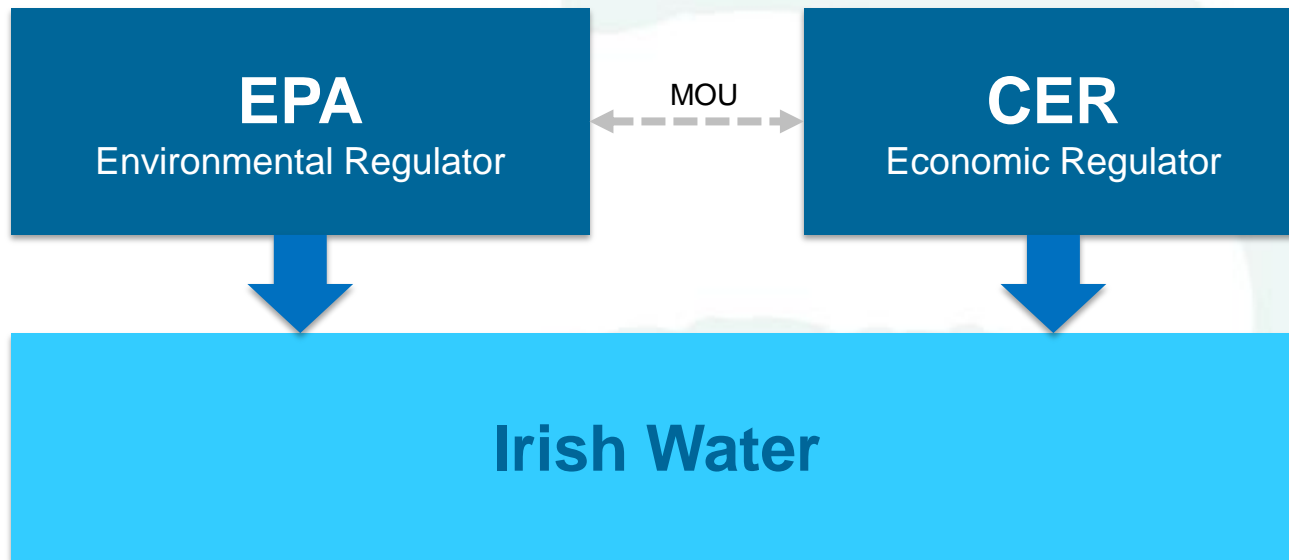 EPA
Environmental Regulator
MOU
CER
Economic Regulator
Irish Water